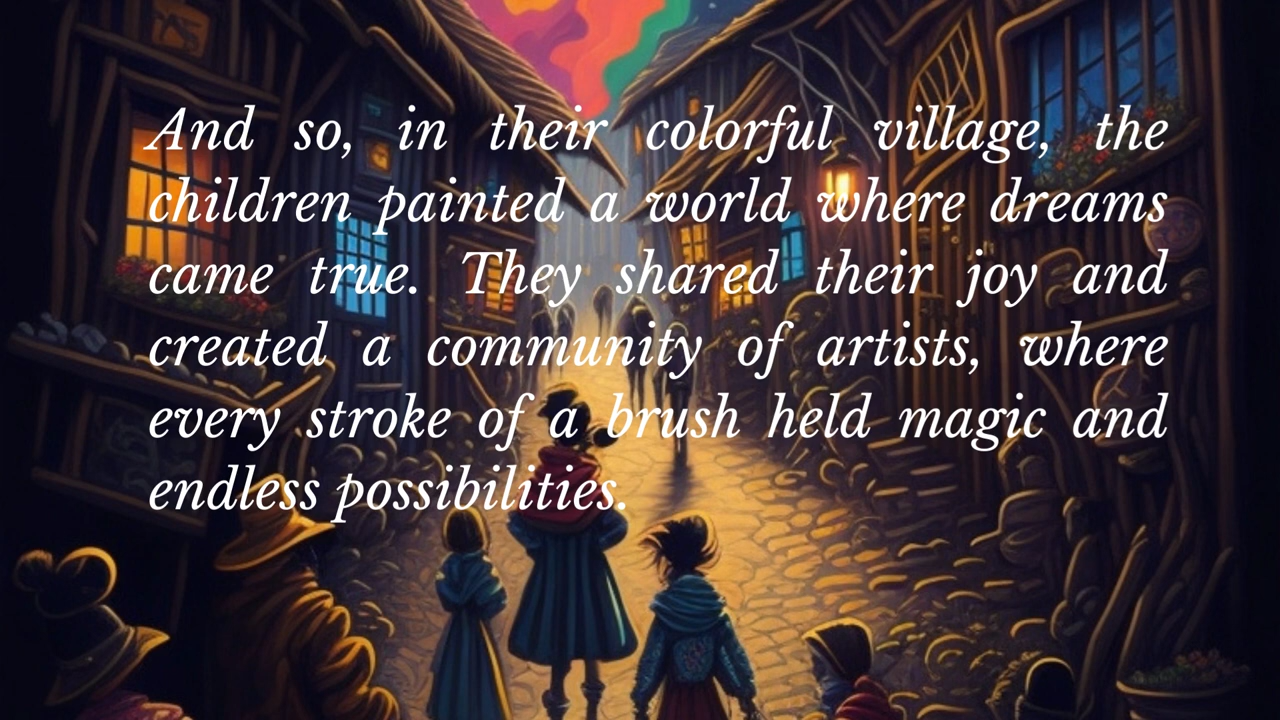 And so, in their colorful village, the
children painted a world where dreams
came true. They shared their joy and
created a community of artists, where
every stroke of a brush held magic and
endless possibilities.